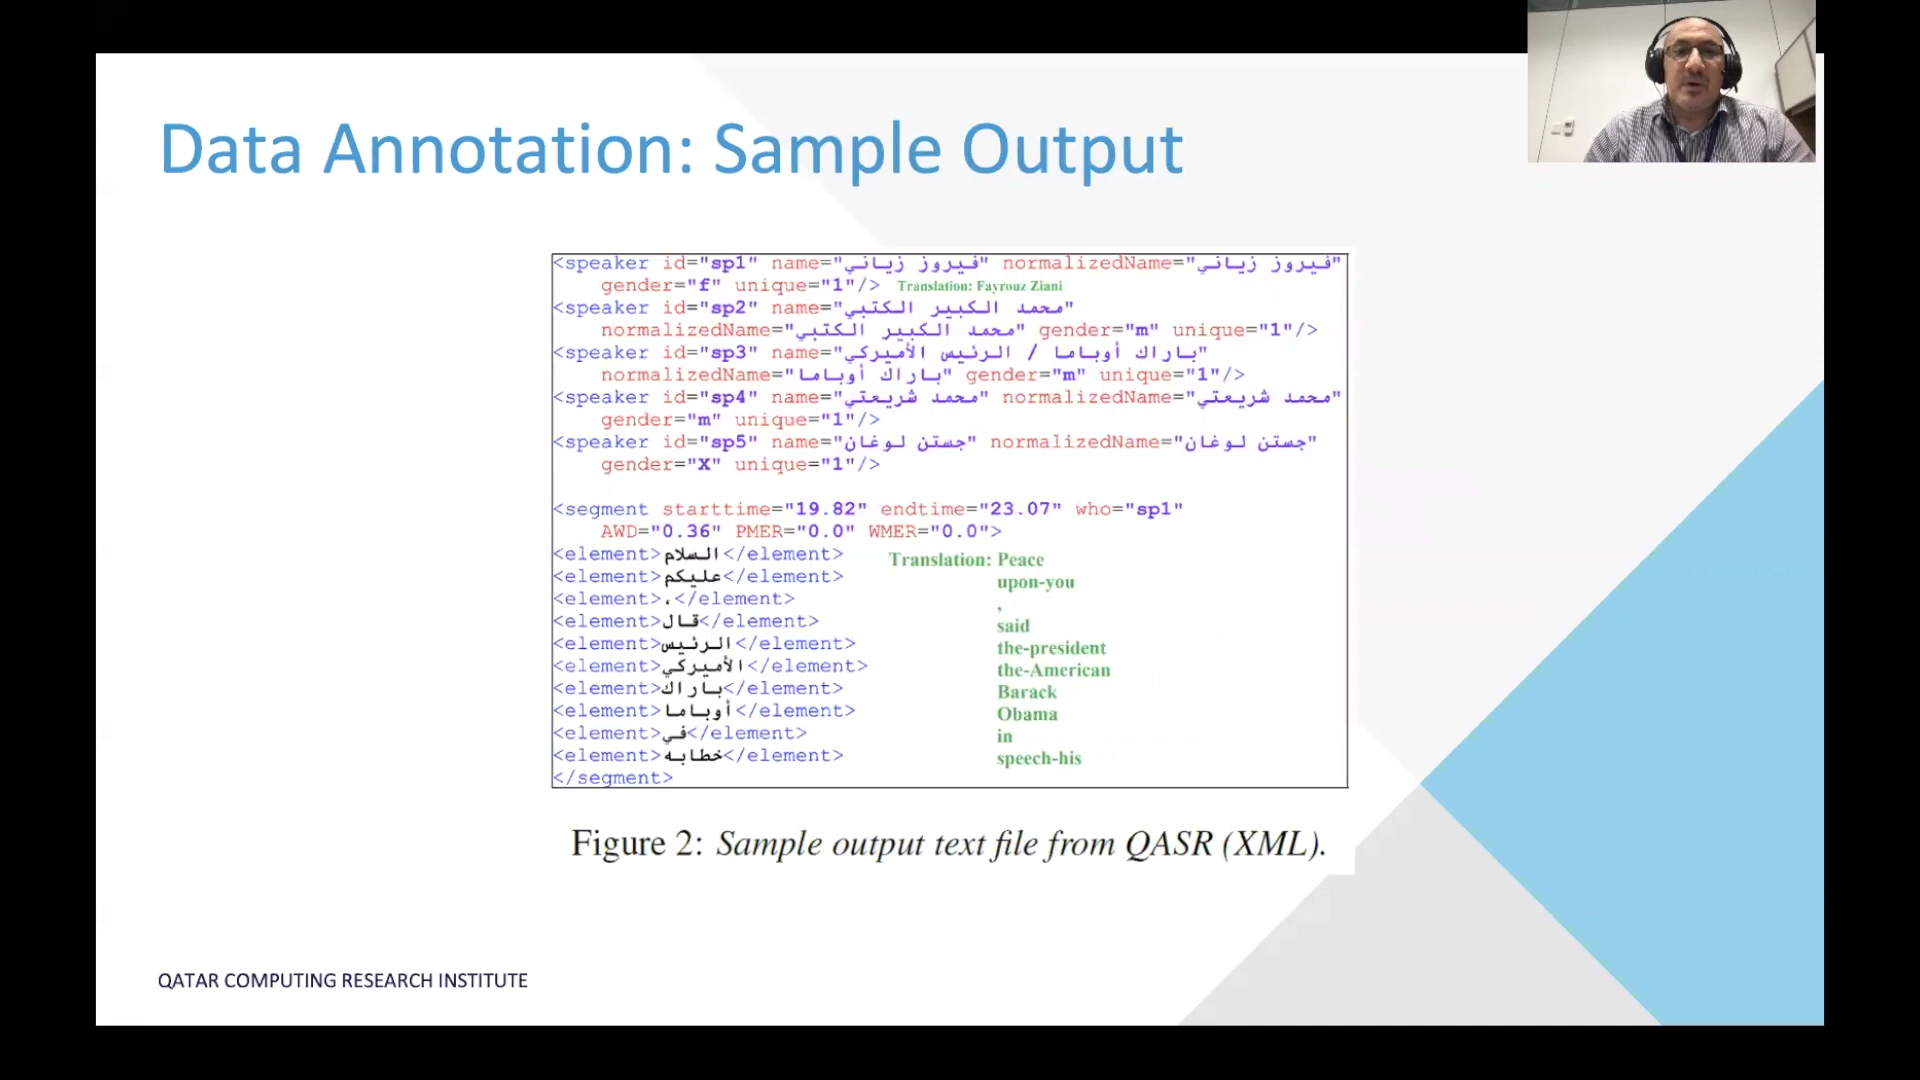 Data Annotation: Sample Output
<speaker id="sp1" name="فيروز زياني" normalizedName="فيروز زياني"
gender="f" unique="1"/> Translation: Fayrouz Ziani
<speaker id="sp2" name="محمد الكبير الكتبي"
normalizedName="محمد الكبير الكتبي" gender="m" unique="1"/>
<speaker id="sp3" name="باراك أوباما / الرئيس الأميركي"
normalizedName="باراك أوباما" gender="m" unique="1"/>
<speaker id="sp4" name="محمد شريعتي" normalizedName="محمد شريعتي"
gender="m" unique="1"/>
<speaker id="sp5" name="جستن لوغان" normalizedName="جستن لوغان"
gender="X" unique="1"/>
<segment starttime="19.82" endtime="23.07" who="sp1"
AWD="0.36" PMER="0.0" WMER="0.0">
<element>السلام</element> Translation: Peace
<element>عليكم</element> upon-you
<element>،</element> ,
<element>قال</element> said
<element>الرئيس</element> the-president
<element>الأميركي</element> the-American
<element>باراك</element> Barack
<element>أوباما</element> Obama
<element>في</element> in
<element>خطابه</element> speech-his
</segment>
Figure 2: Sample output text file from QASR (XML).
QATAR COMPUTING RESEARCH INSTITUTE